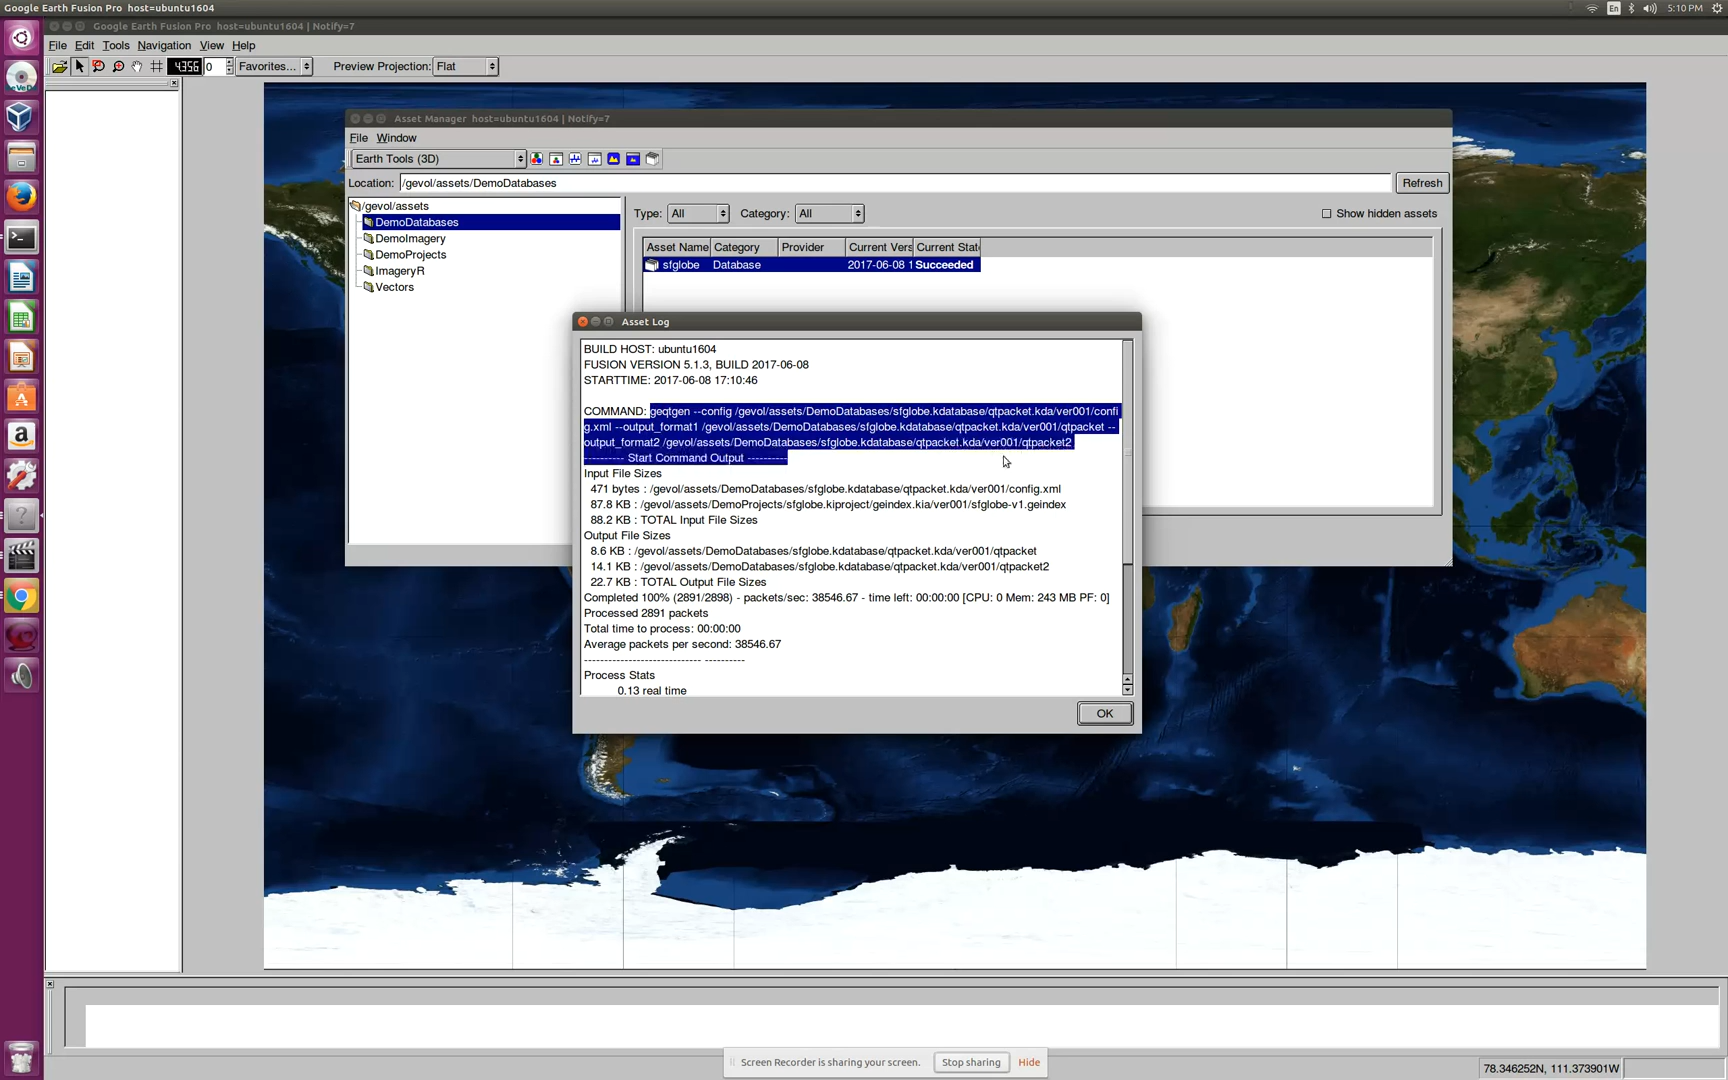 Google Earth Fusion Pro host=ubuntu1604
En
5:10 PM
Google Earth Fusion Pro host=ubuntu1604 | Notify=7
File Edit Tools Navigation View Help
4.356 0 Favorites... Preview Projection: Flat
Asset Manager host=ubuntu1604 | Notify=7
File Window
Earth Tools (3D)
Location: /gevol/assets/DemoDatabases Refresh
/gevol/assets
DemoDatabases
DemoImagery
DemoProjects
ImageryR
Vectors
Type: All Category: All Show hidden assets
Asset Name Category Provider Current Vers Current Stat
sfglobe Database 2017-06-08 1 Succeeded
Asset Log
BUILD HOST: ubuntu1604
FUSION VERSION 5.1.3, BUILD 2017-06-08
STARTTIME: 2017-06-08 17:10:46
COMMAND: geqtgen --config /gevol/assets/DemoDatabases/sfglobe.kdatabase/qtpacket.kda/ver001/confi
g.xml --output_format1 /gevol/assets/DemoDatabases/sfglobe.kdatabase/qtpacket.kda/ver001/qtpacket --
output_format2 /gevol/assets/DemoDatabases/sfglobe.kdatabase/qtpacket.kda/ver001/qtpacket2
---------- Start Command Output ----------
Input File Sizes
471 bytes : /gevol/assets/DemoDatabases/sfglobe.kdatabase/qtpacket.kda/ver001/config.xml
87.8 KB : /gevol/assets/DemoProjects/sfglobe.kiproject/geindex.kia/ver001/sfglobe-v1.geindex
88.2 KB : TOTAL Input File Sizes
Output File Sizes
8.6 KB : /gevol/assets/DemoDatabases/sfglobe.kdatabase/qtpacket.kda/ver001/qtpacket
14.1 KB : /gevol/assets/DemoDatabases/sfglobe.kdatabase/qtpacket.kda/ver001/qtpacket2
22.7 KB : TOTAL Output File Sizes
Completed 100% (2891/2898) - packets/sec: 38546.67 - time left: 00:00:00 [CPU: 0 Mem: 243 MB PF: 0]
Processed 2891 packets
Total time to process: 00:00:00
Average packets per second: 38546.67
----------------------------- ----------
Process Stats
0.13 real time
OK
Screen Recorder is sharing your screen. Stop sharing Hide
78.346252N, 111.373901W